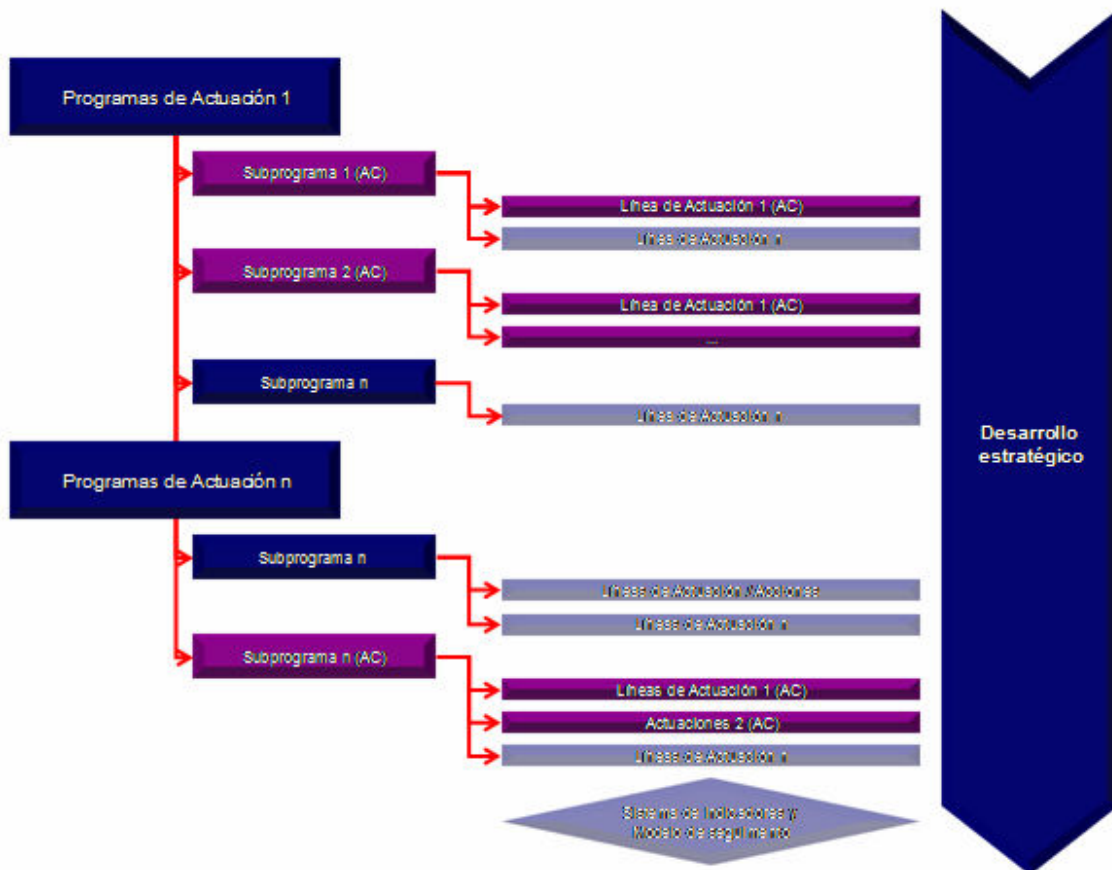 Programas de Actuación 1
Subprograma 1 (AC)
Línea de Actuación 1 (AC)
Líneas de Actuación n
Subprograma 2 (AC)
Línea de Actuación 1 (AC)
...
Subprograma n
Líneas de Actuación n
Programas de Actuación n
Subprograma n
Líneas de Actuación / Acciones
Líneas de Actuación n
Subprograma n (AC)
Líneas de Actuación 1 (AC)
Actuaciones 2 (AC)
Líneas de Actuación n
Sistema de Indicadores y
Modelo de seguimiento
Desarrollo
estratégico